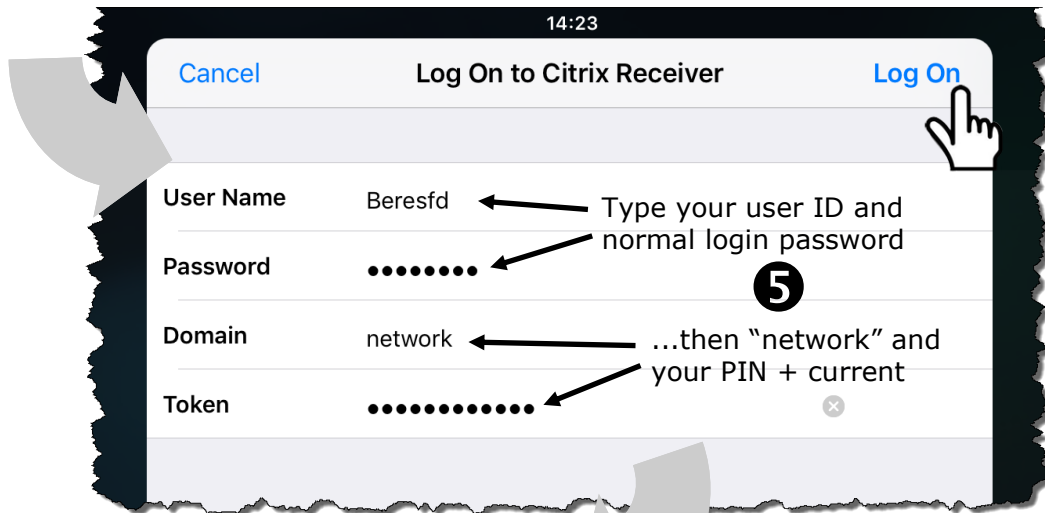 14:23
Cancel Log On to Citrix Receiver Log On
User Name Beresfd
Type your user ID and
normal login password
Password ●●●●●●●●
5
Domain network
...then “network” and
your PIN + current
Token ●●●●●●●●●●●●